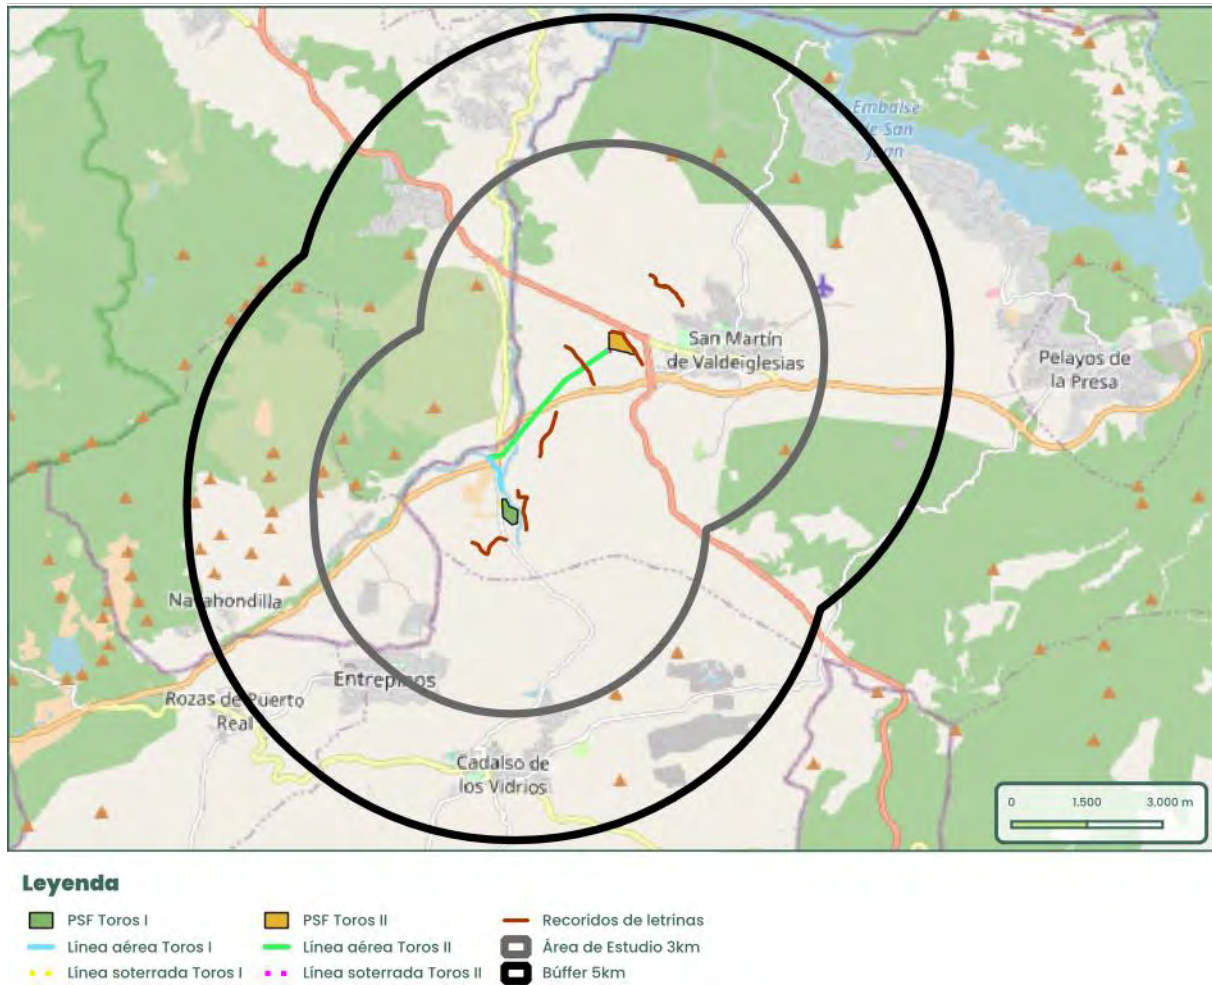 Embalse
de San
Juan
San Martín
de Valdeiglesias
Pelayos de
la Presa
Navahondilla
Entrepinos
Rozas de Puerto
Real
Cadalso de
los Vidrios
0 1.500 3.000 m
Leyenda
PSF Toros I
PSF Toros II
Recoridos de letrinas
Línea aérea Toros I
Línea aérea Toros II
Área de Estudio 3km
Línea soterrada Toros I
Línea soterrada Toros II
Búffer 5km